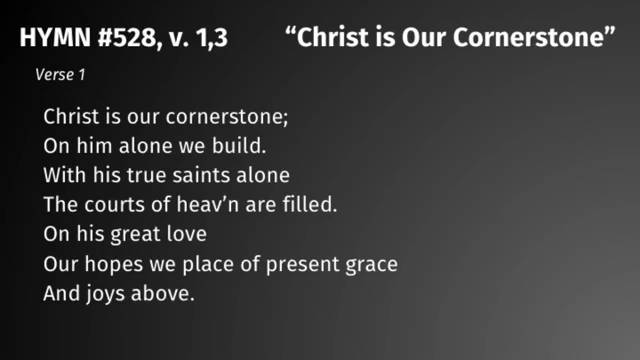 HYMN #528, v. 1,3 “Christ is Our Cornerstone”
Verse 1
Christ is our cornerstone;
On him alone we build.
With his true saints alone
The courts of heav’n are filled.
On his great love
Our hopes we place of present grace
And joys above.